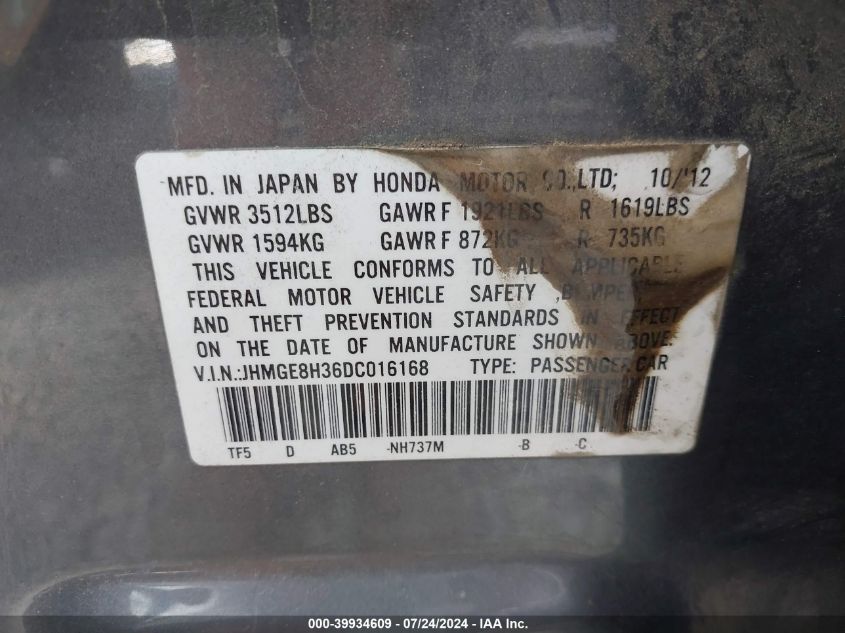 MFD. IN JAPAN BY HONDA MOTOR CO.,LTD; 10/'12
GVWR 3512LBS GAWR F 1921LBS R 1619LBS
GVWR 1594KG GAWR F 872KG R 735KG
THIS VEHICLE CONFORMS TO ALL APPLICABLE
FEDERAL MOTOR VEHICLE SAFETY ,BUMPER
AND THEFT PREVENTION STANDARDS IN EFFECT
ON THE DATE OF MANUFACTURE SHOWN ABOVE.
V.I.N.:JHMGE8H36DC016168 TYPE: PASSENGER CAR
TF5 D AB5 -NH737M -B -C
000-39934609 - 07/24/2024 - IAA Inc.